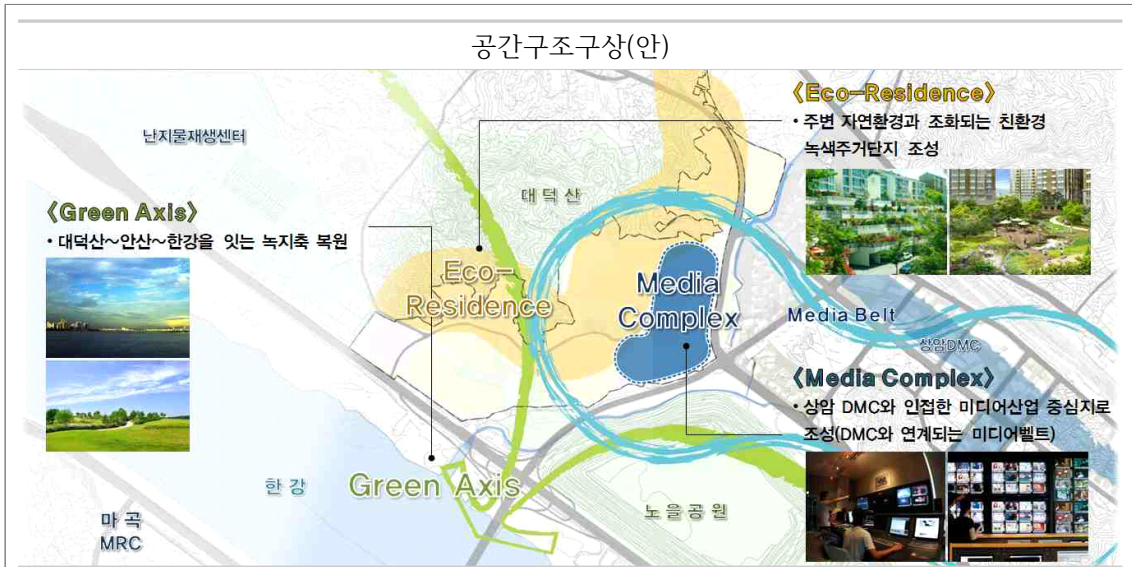 공간구조구상(안)
난지물재생센터
<Green Axis>
• 대덕산~안산~한강을 잇는 녹지축 복원
대덕산
Eco-
Residence
Media
Complex
<Eco-Residence>
• 주변 자연환경과 조화되는 친환경
녹색주거단지 조성
Media Belt
상암DMC
<Media Complex>
• 상암 DMC와 인접한 미디어산업 중심지로
조성(DMC와 연계되는 미디어벨트)
한강
Green Axis
노을공원
마곡
MRC